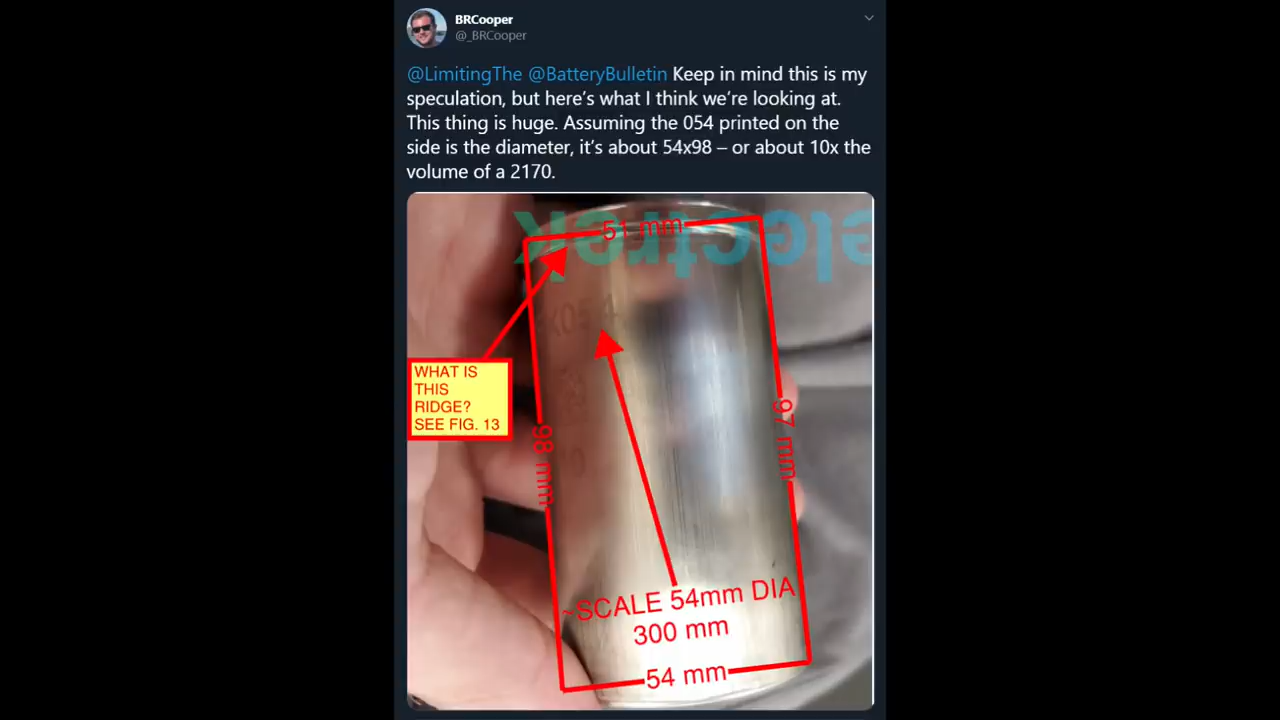 BRCooper
@_BRCooper
@LimitingThe @BatteryBulletin Keep in mind this is my
speculation, but here's what I think we're looking at.
This thing is huge. Assuming the 054 printed on the
side is the diameter, it's about 54x98 – or about 10x the
volume of a 2170.
electrek
51 mm
WHAT IS
THIS
RIDGE?
SEE FIG. 13
98 mm
97 mm
~SCALE 54mm DIA
300 mm
54 mm